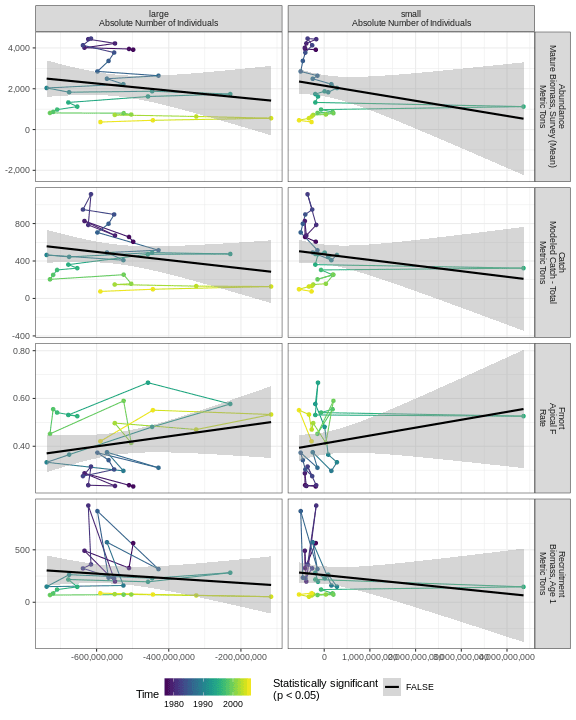 large
Absolute Number of Individuals
small
Absolute Number of Individuals
4,000
2,000
0
-2,000
Abundance
Mature Biomass, Survey (Mean)
Metric Tons
800
400
0
-400
Catch
Modeled Catch - Total
Metric Tons
0.80
0.60
0.40
Fmort
Apical F
Rate
500
0
Recruitment
Biomass, Age 1
Metric Tons
-600,000,000
-400,000,000
-200,000,000
0
1,000,000,000
2,000,000,000
3,000,000,000
4,000,000,000
Time
1980 1990 2000
Statistically significant
(p < 0.05)
FALSE